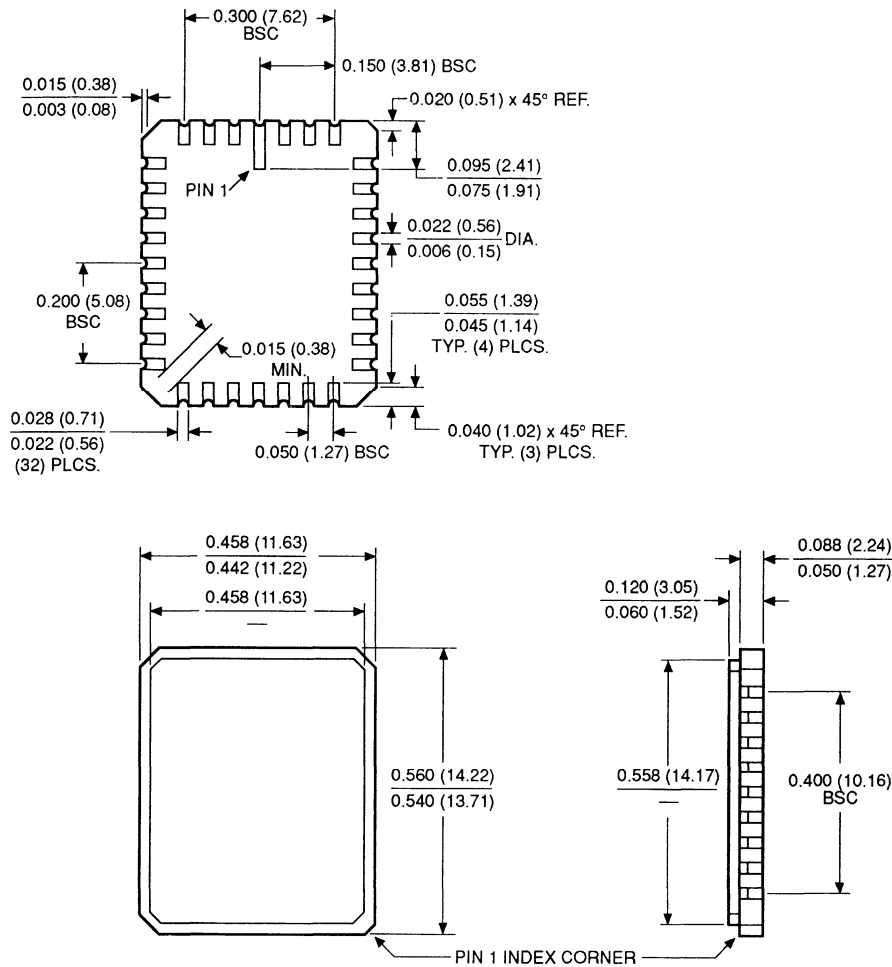 0.300 (7.62)
BSC
0.150 (3.81) BSC
0.015 (0.38)
0.003 (0.08)
0.020 (0.51) x 45° REF.
0.095 (2.41)
0.075 (1.91)
PIN 1
0.022 (0.56)
0.006 (0.15)
DIA.
0.200 (5.08)
BSC
0.055 (1.39)
0.045 (1.14)
TYP. (4) PLCS.
0.015 (0.38)
MIN.
0.028 (0.71)
0.022 (0.56)
(32) PLCS.
0.050 (1.27) BSC
0.040 (1.02) x 45° REF.
TYP. (3) PLCS.
0.458 (11.63)
0.442 (11.22)
0.458 (11.63)
—
0.088 (2.24)
0.050 (1.27)
0.120 (3.05)
0.060 (1.52)
0.560 (14.22)
0.540 (13.71)
0.558 (14.17)
—
0.400 (10.16)
BSC
PIN 1 INDEX CORNER